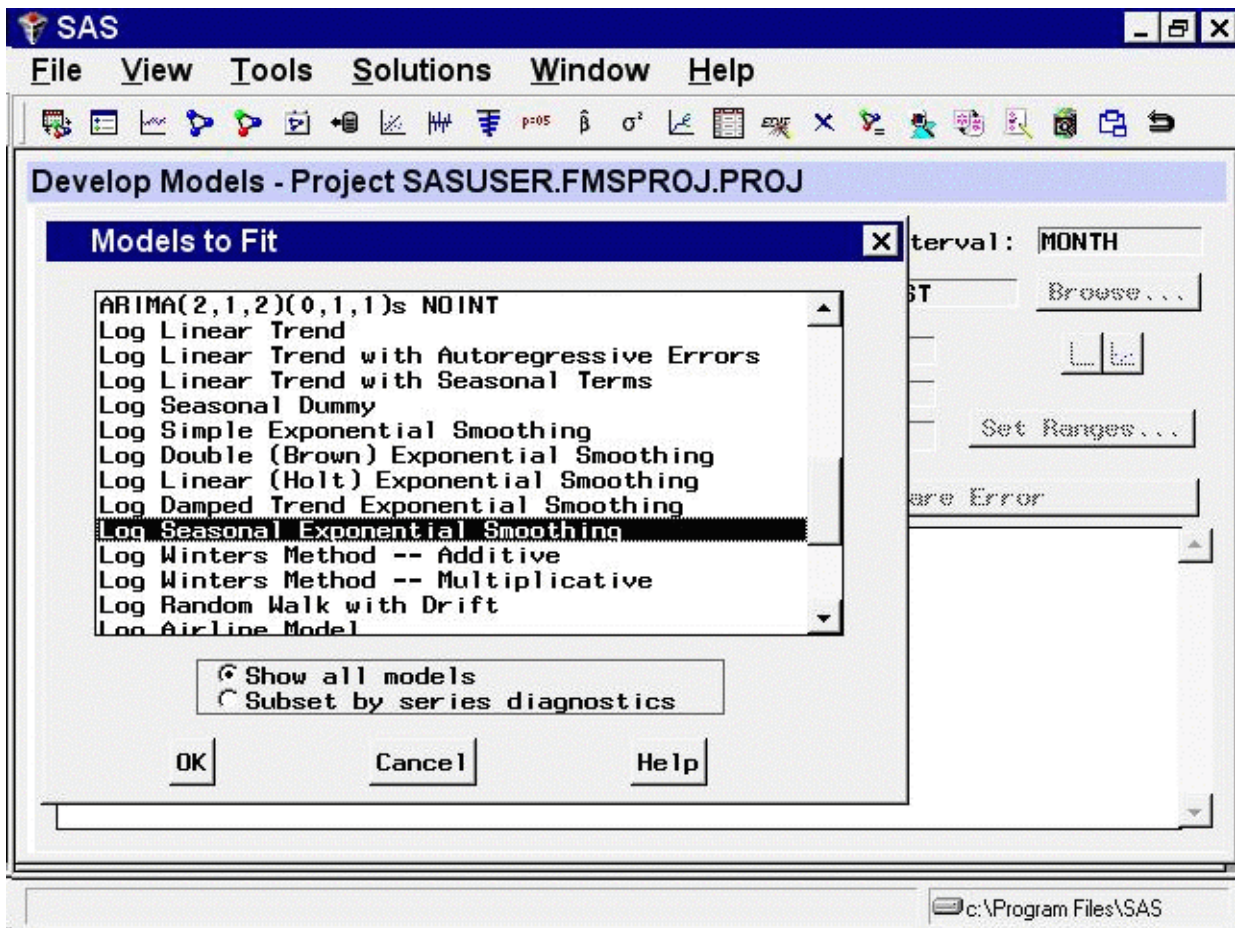 SAS
File View Tools Solutions Window Help
p=05 β̂ σ²
Develop Models - Project SASUSER.FMSPROJ.PROJ
Models to Fit
terval: MONTH
ST Browse...
ARIMA(2,1,2)(0,1,1)s NOINT
Log Linear Trend
Log Linear Trend with Autoregressive Errors
Log Linear Trend with Seasonal Terms
Log Seasonal Dummy
Log Simple Exponential Smoothing
Log Double (Brown) Exponential Smoothing
Log Linear (Holt) Exponential Smoothing
Log Damped Trend Exponential Smoothing
Log Seasonal Exponential Smoothing
Log Winters Method -- Additive
Log Winters Method -- Multiplicative
Log Random Walk with Drift
Log Airline Model
Set Ranges...
are Error
Show all models
Subset by series diagnostics
OK Cancel Help
c:\Program Files\SAS